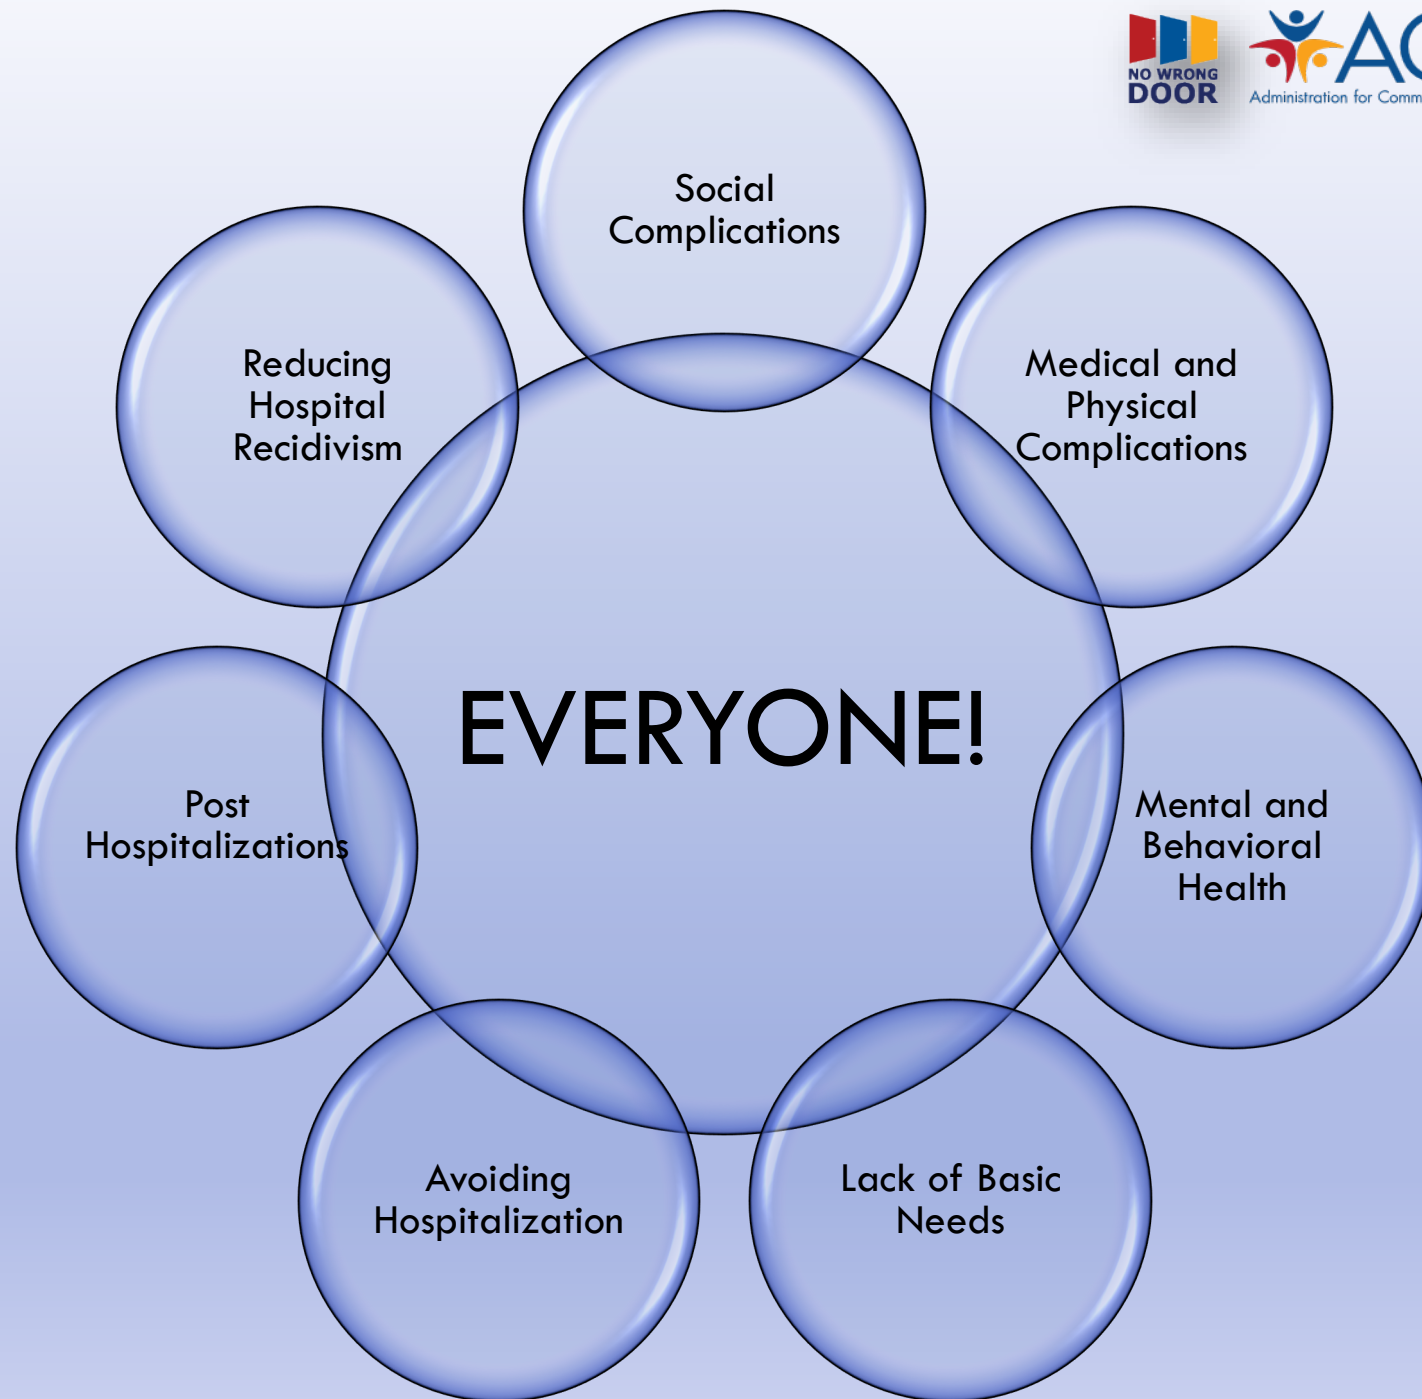 NO WRONG
DOOR
Administration for
Social
Complications
Medical and
Physical
Complications
Mental and
Behavioral
Health
Lack of Basic
Needs
Avoiding
Hospitalization
Post
Hospitalizations
Reducing
Hospital
Recidivism
EVERYONE!